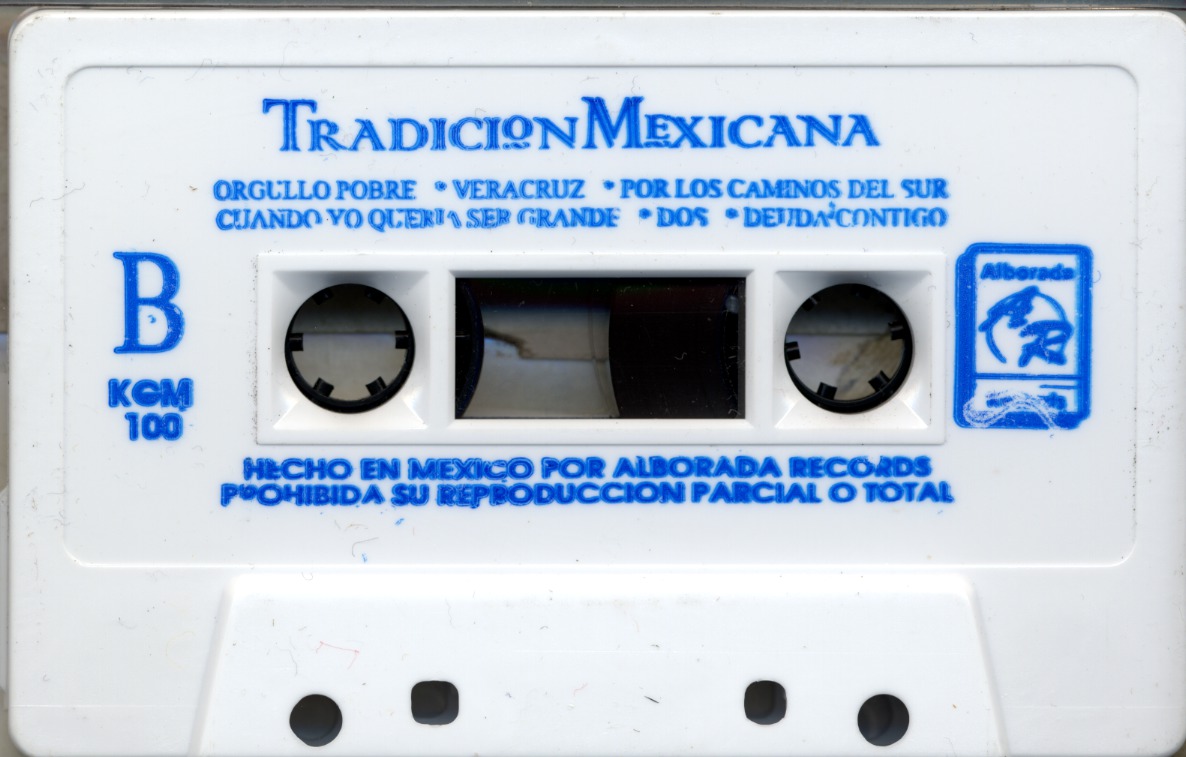 TRADICION MEXICANA
ORGULLO POBRE * VERACRUZ * POR LOS CAMINOS DEL SUR
CUANDO YO QUERIA SER GRANDE * DOS * DEUDA CONTIGO
B
KCM
100
Alborada
AR
HECHO EN MEXICO POR ALBORADA RECORDS
PROHIBIDA SU REPRODUCCION PARCIAL O TOTAL